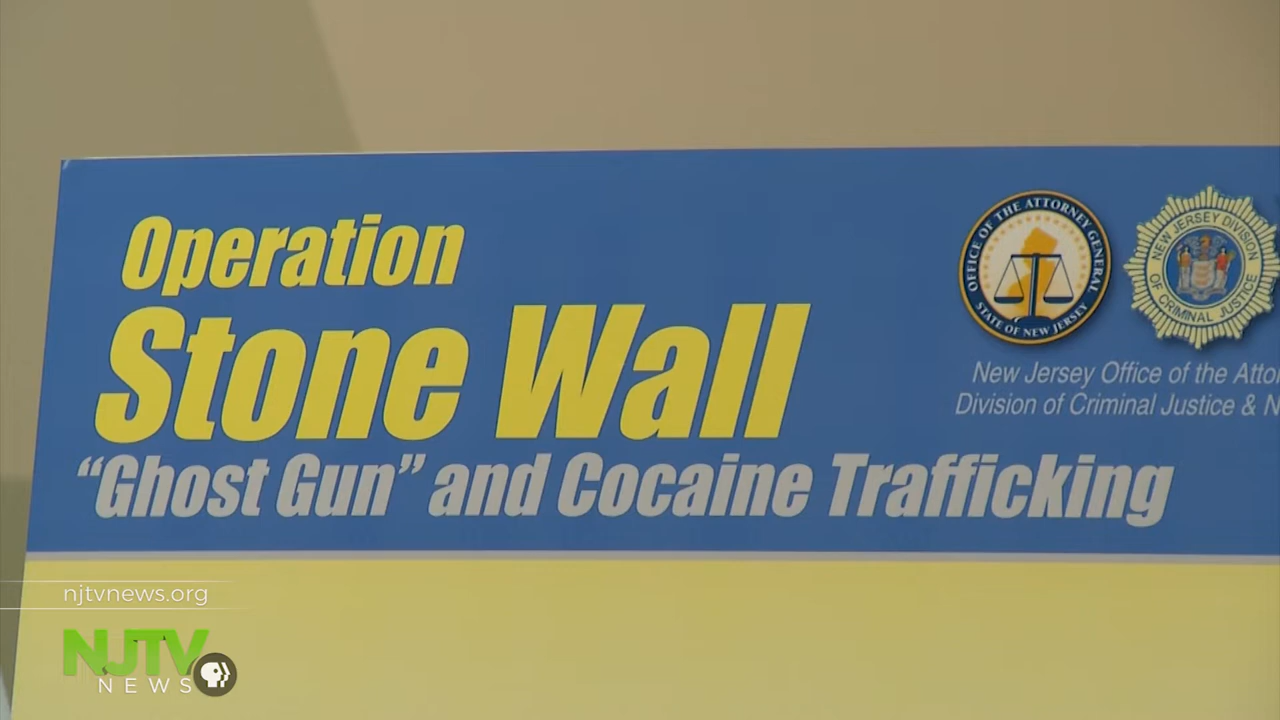 Operation
Stone Wall
“Ghost Gun” and Cocaine Trafficking
OFFICE OF THE ATTORNEY GENERAL
STATE OF NEW JERSEY
NEW JERSEY DIVISION
OF CRIMINAL JUSTICE
New Jersey Office of the Attor
Division of Criminal Justice & N
njtvnews.org
NJTV
NEWS